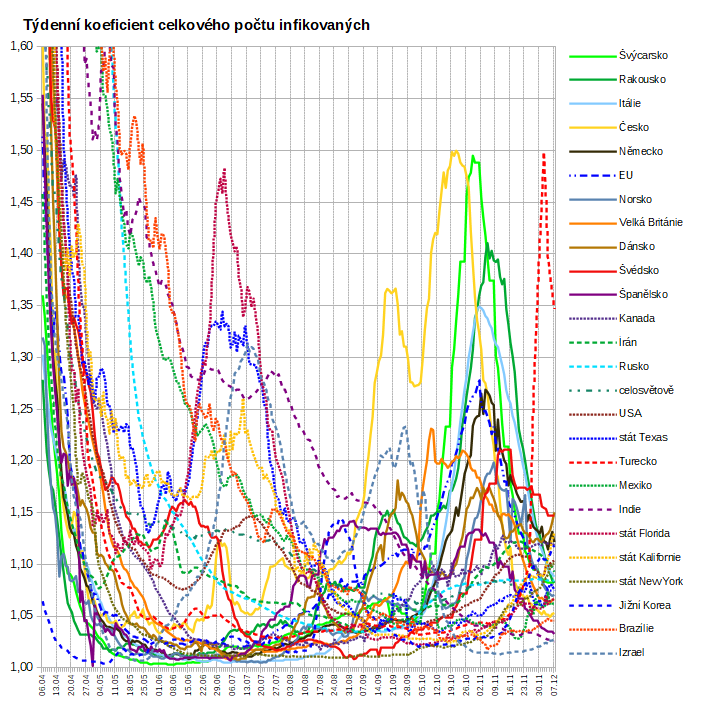 Týdenní koeficient celkového počtu infikovaných
1,60
1,55
1,50
1,45
1,40
1,35
1,30
1,25
1,20
1,15
1,10
1,05
1,00
06.04
13.04
20.04
27.04
04.05
11.05
18.05
25.05
01.06
08.06
15.06
22.06
29.06
06.07
13.07
20.07
27.07
03.08
10.08
17.08
24.08
31.08
07.09
14.09
21.09
28.09
05.10
12.10
19.10
26.10
02.11
09.11
16.11
23.11
30.11
07.12
Švýcarsko
Rakousko
Itálie
Česko
Německo
EU
Norsko
Velká Británie
Dánsko
Švédsko
Španělsko
Kanada
Írán
Rusko
celosvětově
USA
stát Texas
Turecko
Mexiko
Indie
stát Florida
stát Kalifornie
stát NewYork
Jižní Korea
Brazílie
Izrael